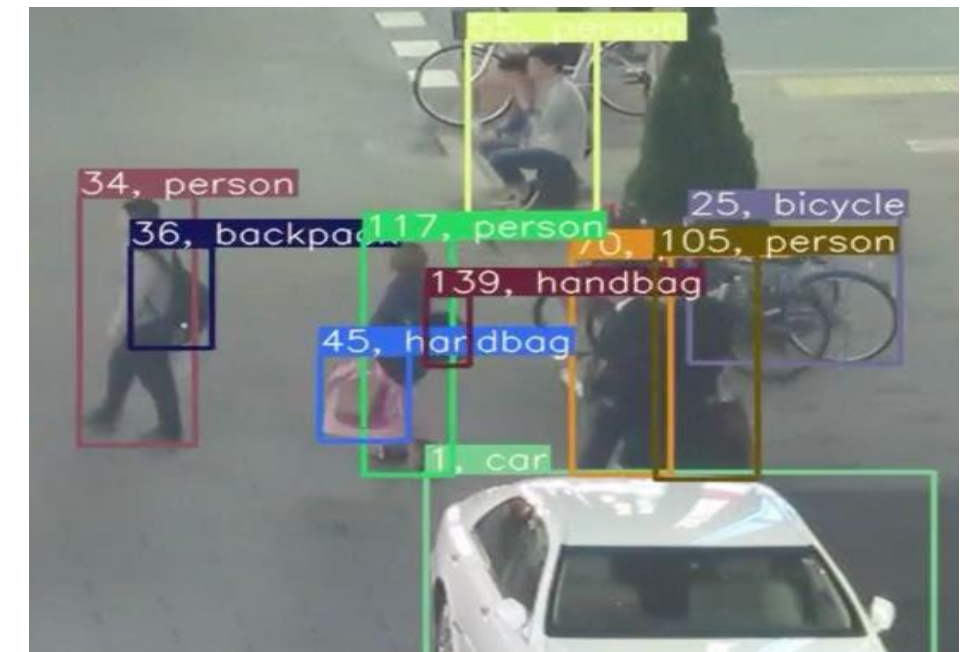 person
34, person
25, bicycle
36, backpack
117, person
70,
105, person
139, handbag
45, handbag
1, car